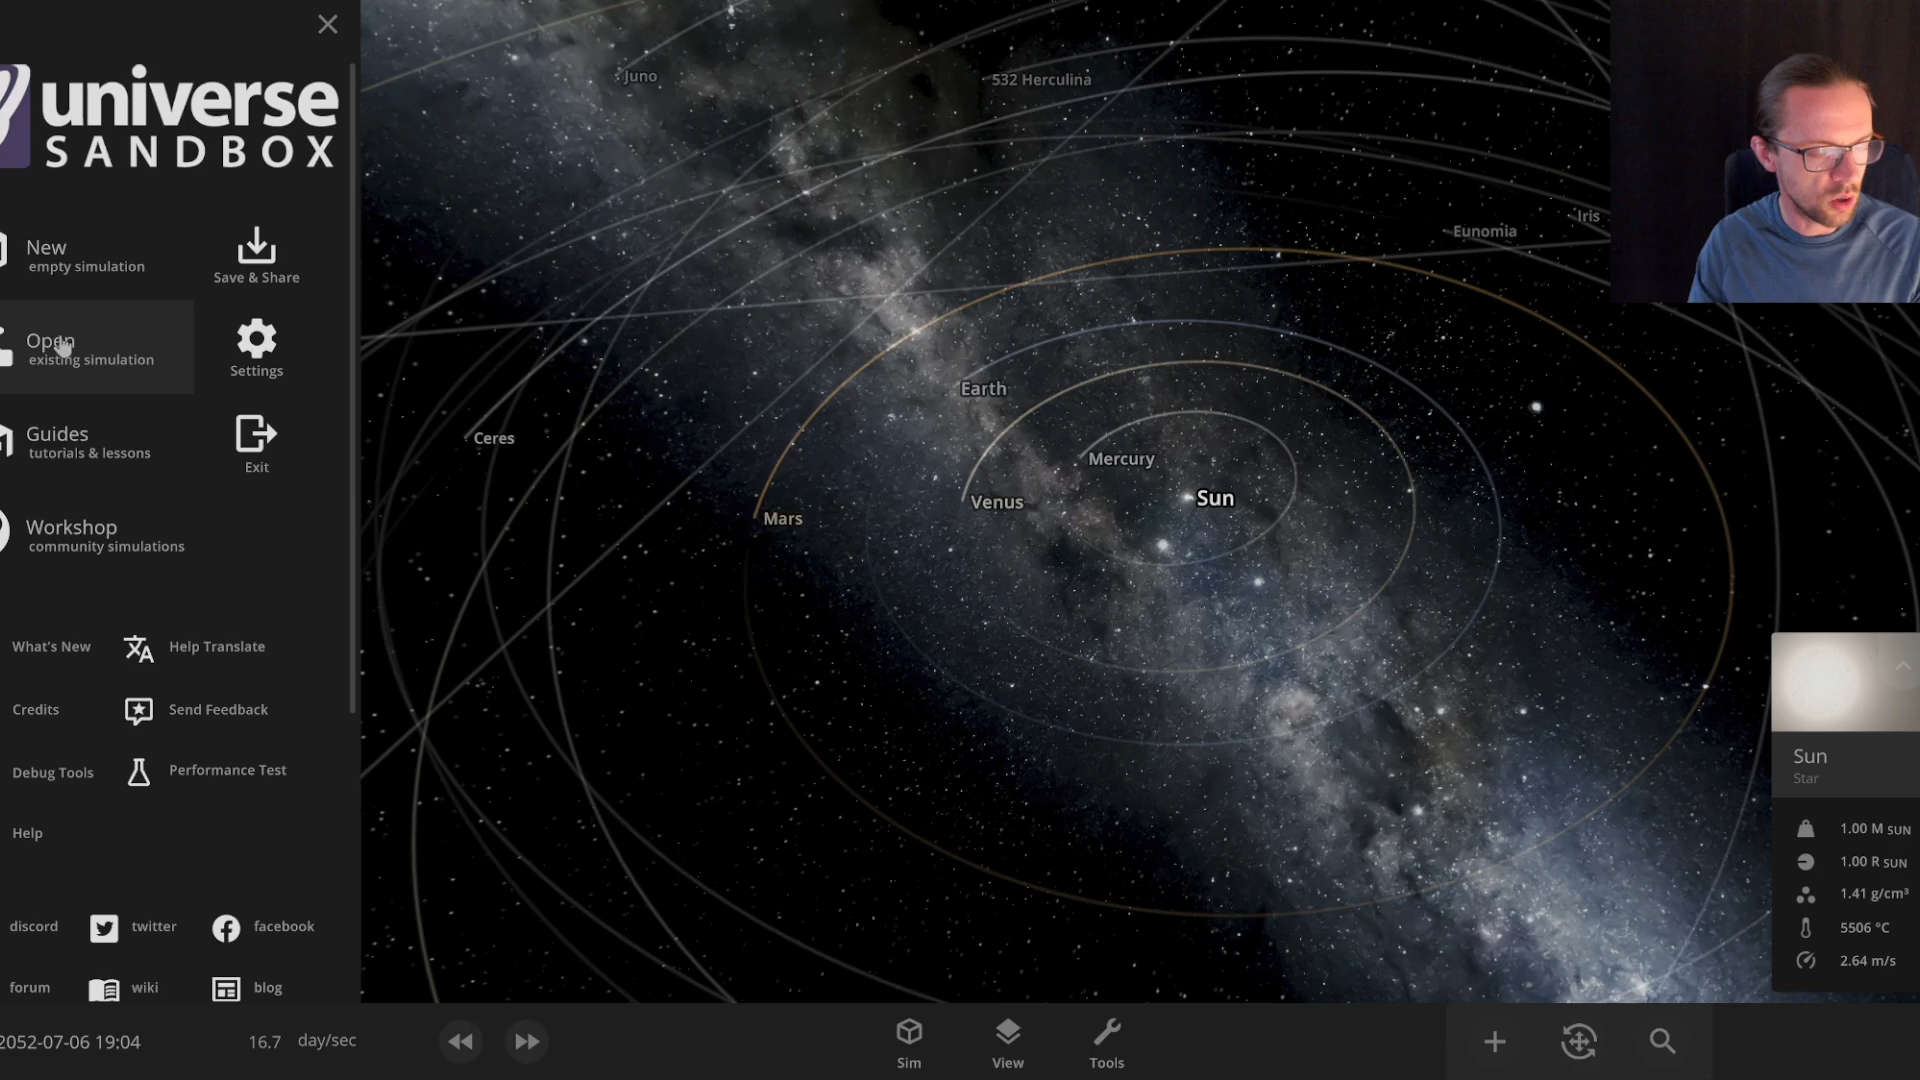 universe
SANDBOX
New
empty simulation
Save & Share
Open
existing simulation
Settings
Guides
tutorials & lessons
Exit
Workshop
community simulations
What's New
Help Translate
Credits
Send Feedback
Debug Tools
Performance Test
Help
discord
twitter
facebook
forum
wiki
blog
Juno
532 Herculina
Iris
Eunomia
Earth
Ceres
Mercury
Venus
Sun
Mars
Sun
Star
1.00 M SUN
1.00 R SUN
1.41 g/cm³
5506 °C
2.64 m/s
2052-07-06 19:04
16.7 day/sec
Sim
View
Tools